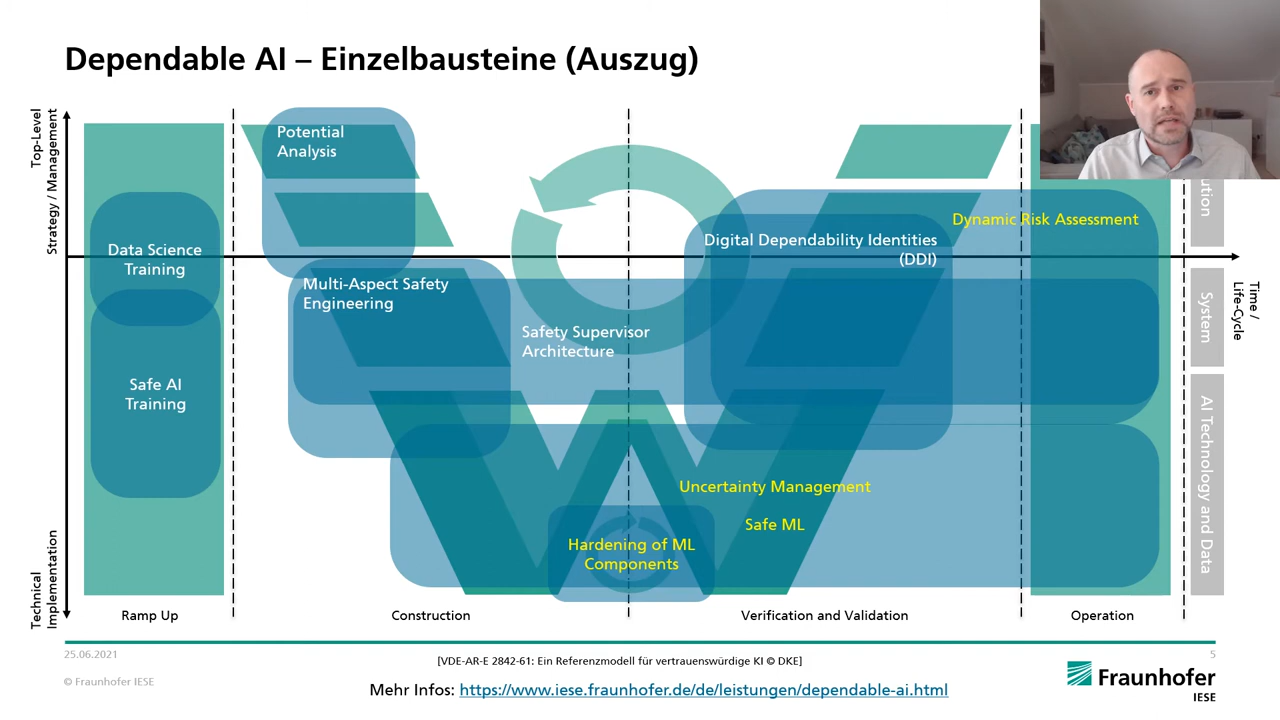 Dependable AI – Einzelbausteine (Auszug)
Top-Level
Strategy / Management
Technical
Implementation
Potential
Analysis
Data Science
Training
Safe AI
Training
Multi-Aspect Safety
Engineering
Safety Supervisor
Architecture
Digital Dependability Identities
(DDI)
Dynamic Risk Assessment
Uncertainty Management
Safe ML
Hardening of ML
Components
System
AI Technology and Data
Time /
Life-Cycle
Ramp Up
Construction
Verification and Validation
Operation
25.06.2021
5
[VDE-AR-E 2842-61: Ein Referenzmodell für vertrauenswürdige KI © DKE]
© Fraunhofer IESE
Mehr Infos: https://www.iese.fraunhofer.de/de/leistungen/dependable-ai.html
Fraunhofer
IESE